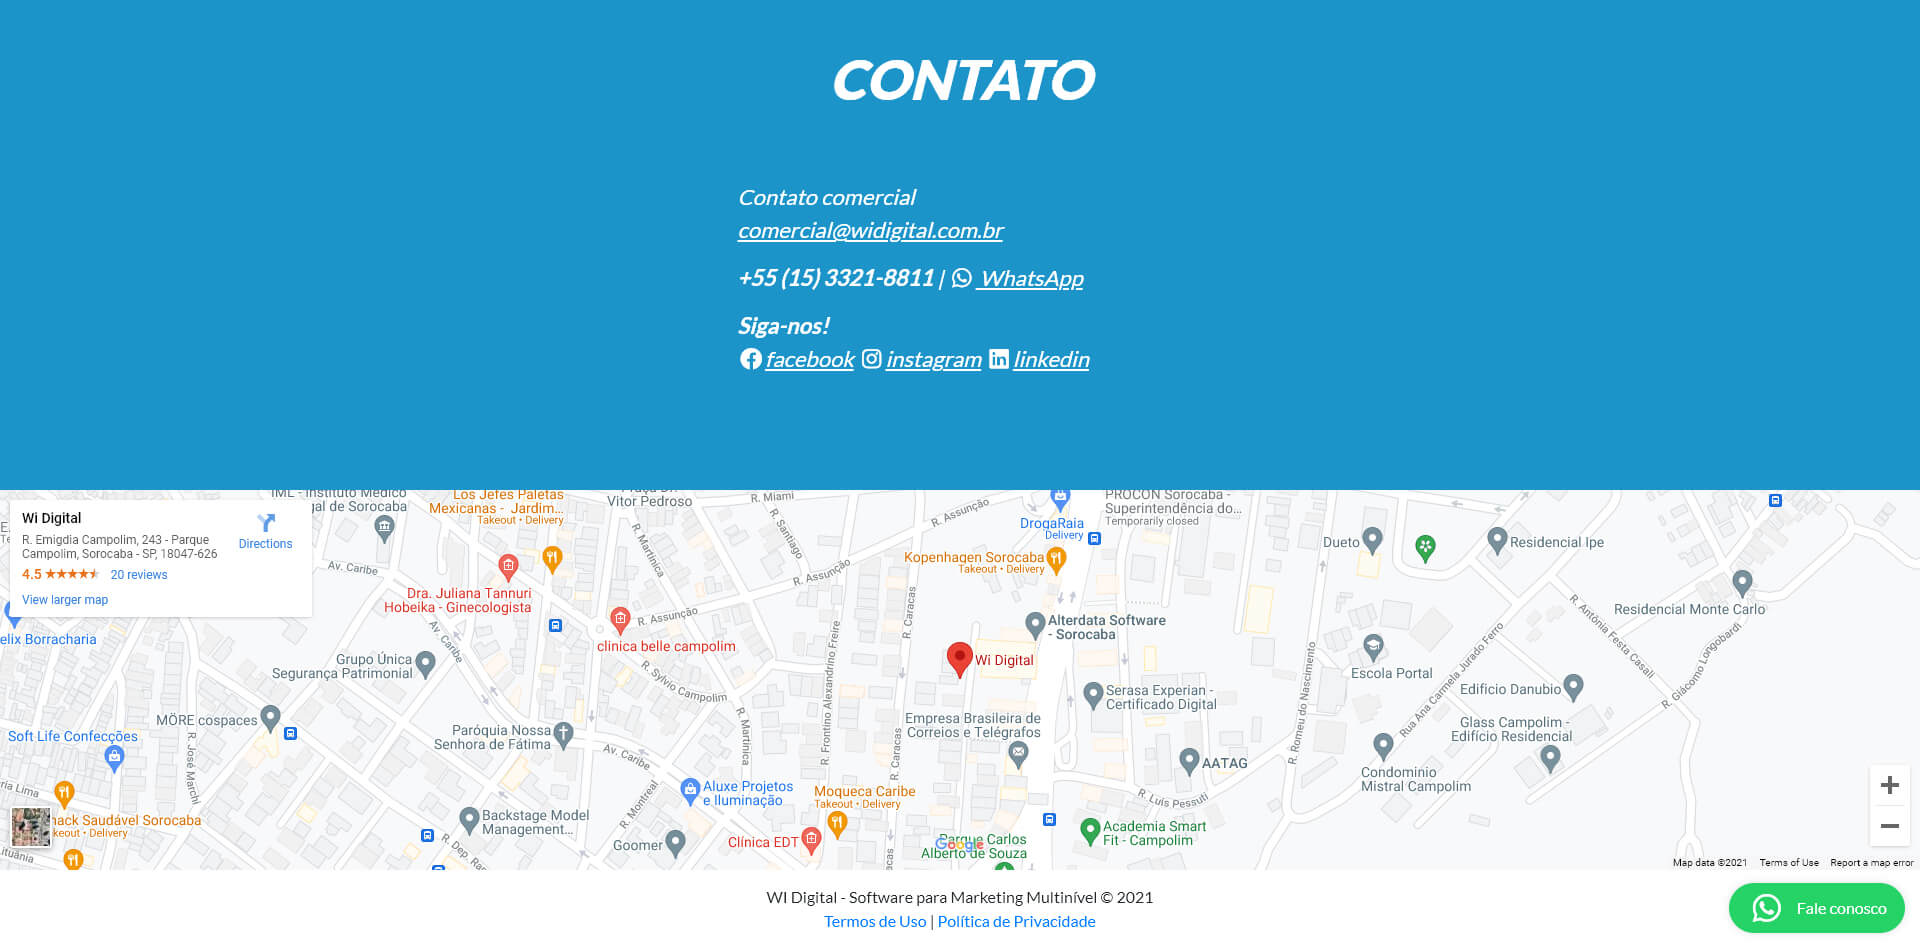 CONTATO
Contato comercial
comercial@widigital.com.br
+55 (15) 3321-8811 | WhatsApp
Siga-nos!
facebook instagram linkedin
Wi Digital
R. Emigdia Campolim, 243 - Parque
Campolim, Sorocaba - SP, 18047-626
Directions
4.5 20 reviews
View larger map
IML - Instituto Médico
Los Jefes Paletas
Mexicanas - Jardim...
Takeout • Delivery
Vitor Pedroso
R. Miami
R. Martinica
R. Santiago
R. Assunção
DrogaRaia
Delivery
PROCON Sorocaba -
Superintendência do...
Temporarily closed
Dueto
Residencial Ipe
Kopenhagen Sorocaba
Takeout • Delivery
Av. Caribe
R. Assunção
Dra. Juliana Tannuri
Hobeika - Ginecologista
R. Caracas
R. Assunção
Alterdata Software
- Sorocaba
Residencial Monte Carlo
R. Antônia Festa Casali
R. Giácomo Longobardi
elix Borracharia
Av. Caribe
clinica belle campolim
R. Frontino Alexandrino Freire
Wi Digital
R. Romeu do Nascimento
Rua Ana Carmela Jurado Ferro
Grupo Única
Segurança Patrimonial
R. Sylvio Campolim
Escola Portal
Serasa Experian -
Certificado Digital
Edificio Danubio
MÖRE cospaces
Soft Life Confecções
R. José Marchi
Paróquia Nossa
Senhora de Fátima
Av. Caribe
R. Martinica
Empresa Brasileira de
Correios e Telégrafos
R. Caracas
Glass Campolim -
Edifício Residencial
AATAG
Condominio
Mistral Campolim
R. Luís Pessuti
Aluxe Projetos
e Iluminação
Moqueca Caribe
Takeout • Delivery
R. Montreal
Backstage Model
Management...
hack Saudável Sorocaba
akeout • Delivery
Goomer
Clínica EDT
Parque Carlos
Alberto de Souza
Google
Academia Smart
Fit - Campolim
R. Dep. Ra
Map data ©2021 Terms of Use Report a map error
WI Digital - Software para Marketing Multinível © 2021
Termos de Uso | Política de Privacidade
Fale conosco